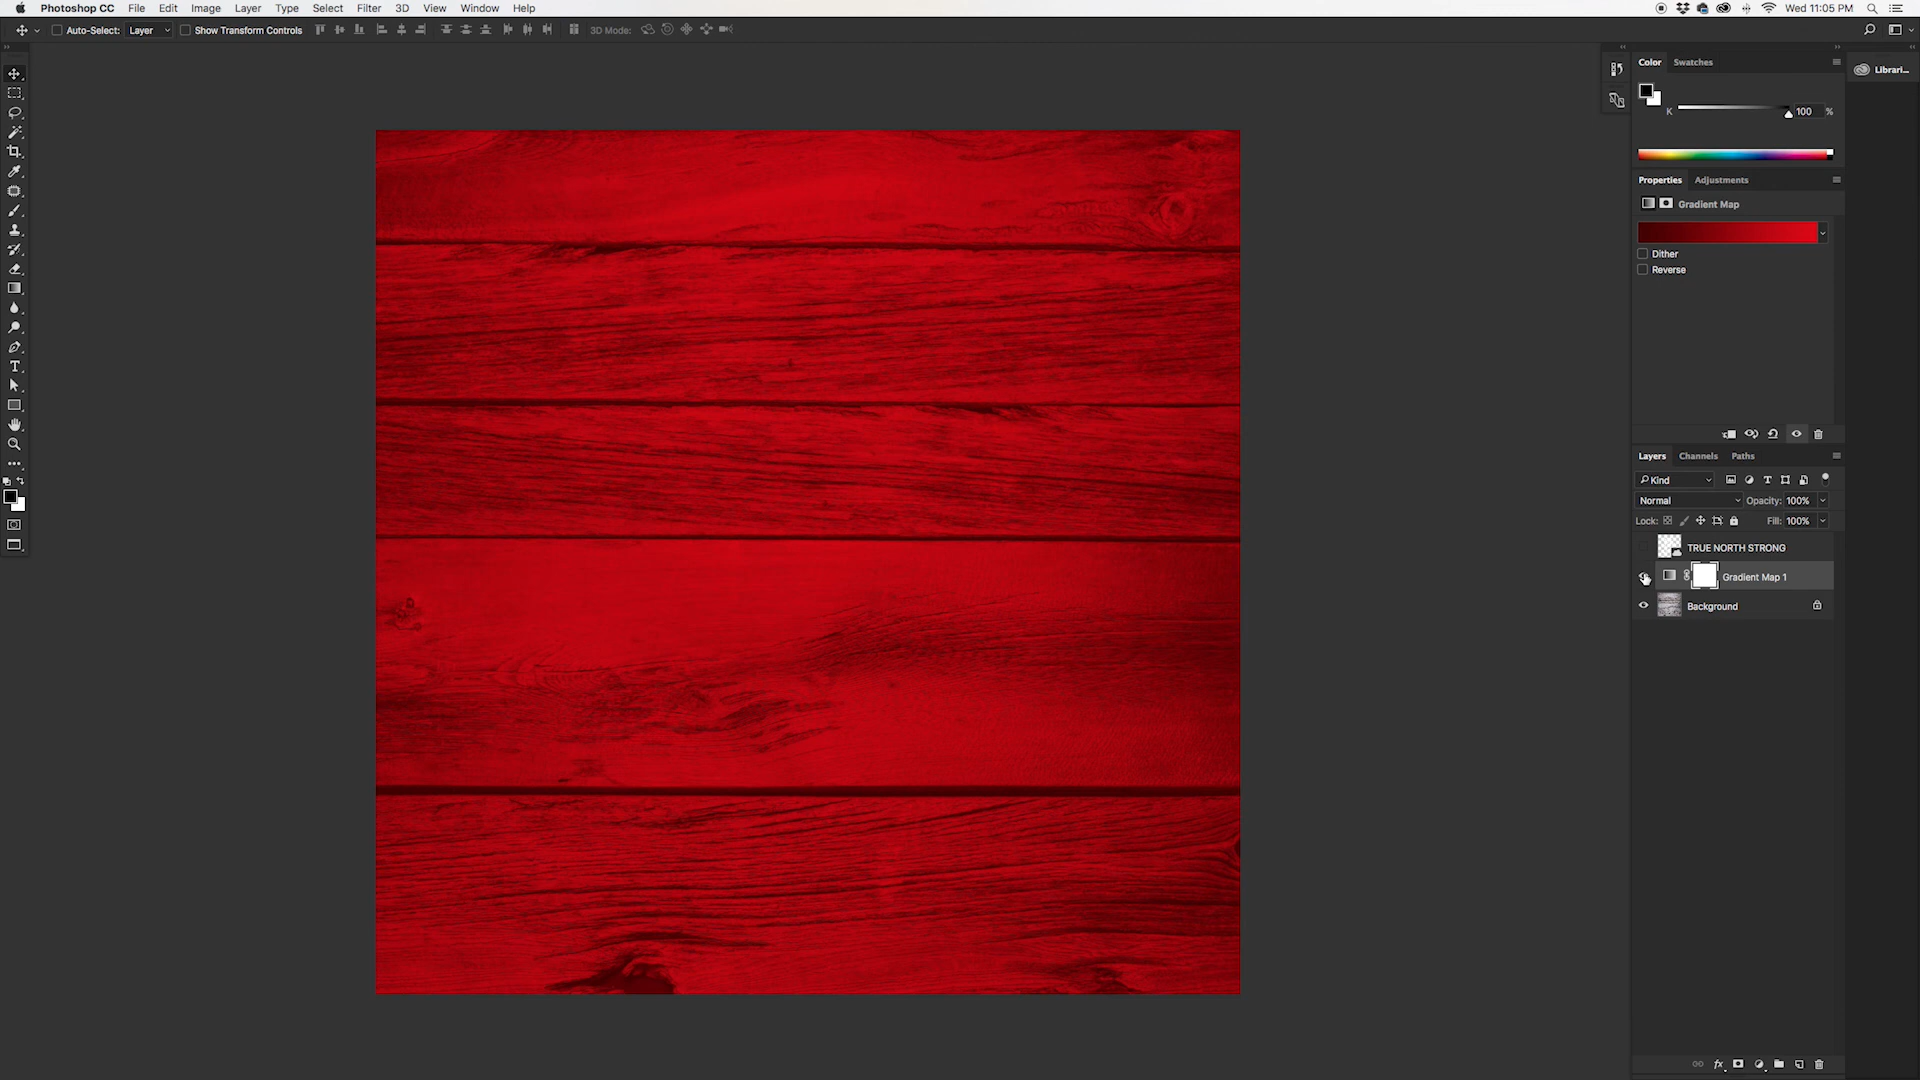 Photoshop CC File Edit Image Layer Type Select Filter 3D View Window Help Wed 11:05 PM
Auto-Select: Layer Show Transform Controls 3D Mode:
Color Swatches
Librari...
K 100 %
Properties Adjustments
Gradient Map
Dither
Reverse
Layers Channels Paths
Kind
Normal Opacity: 100%
Lock: Fill: 100%
TRUE NORTH STRONG
Gradient Map 1
Background